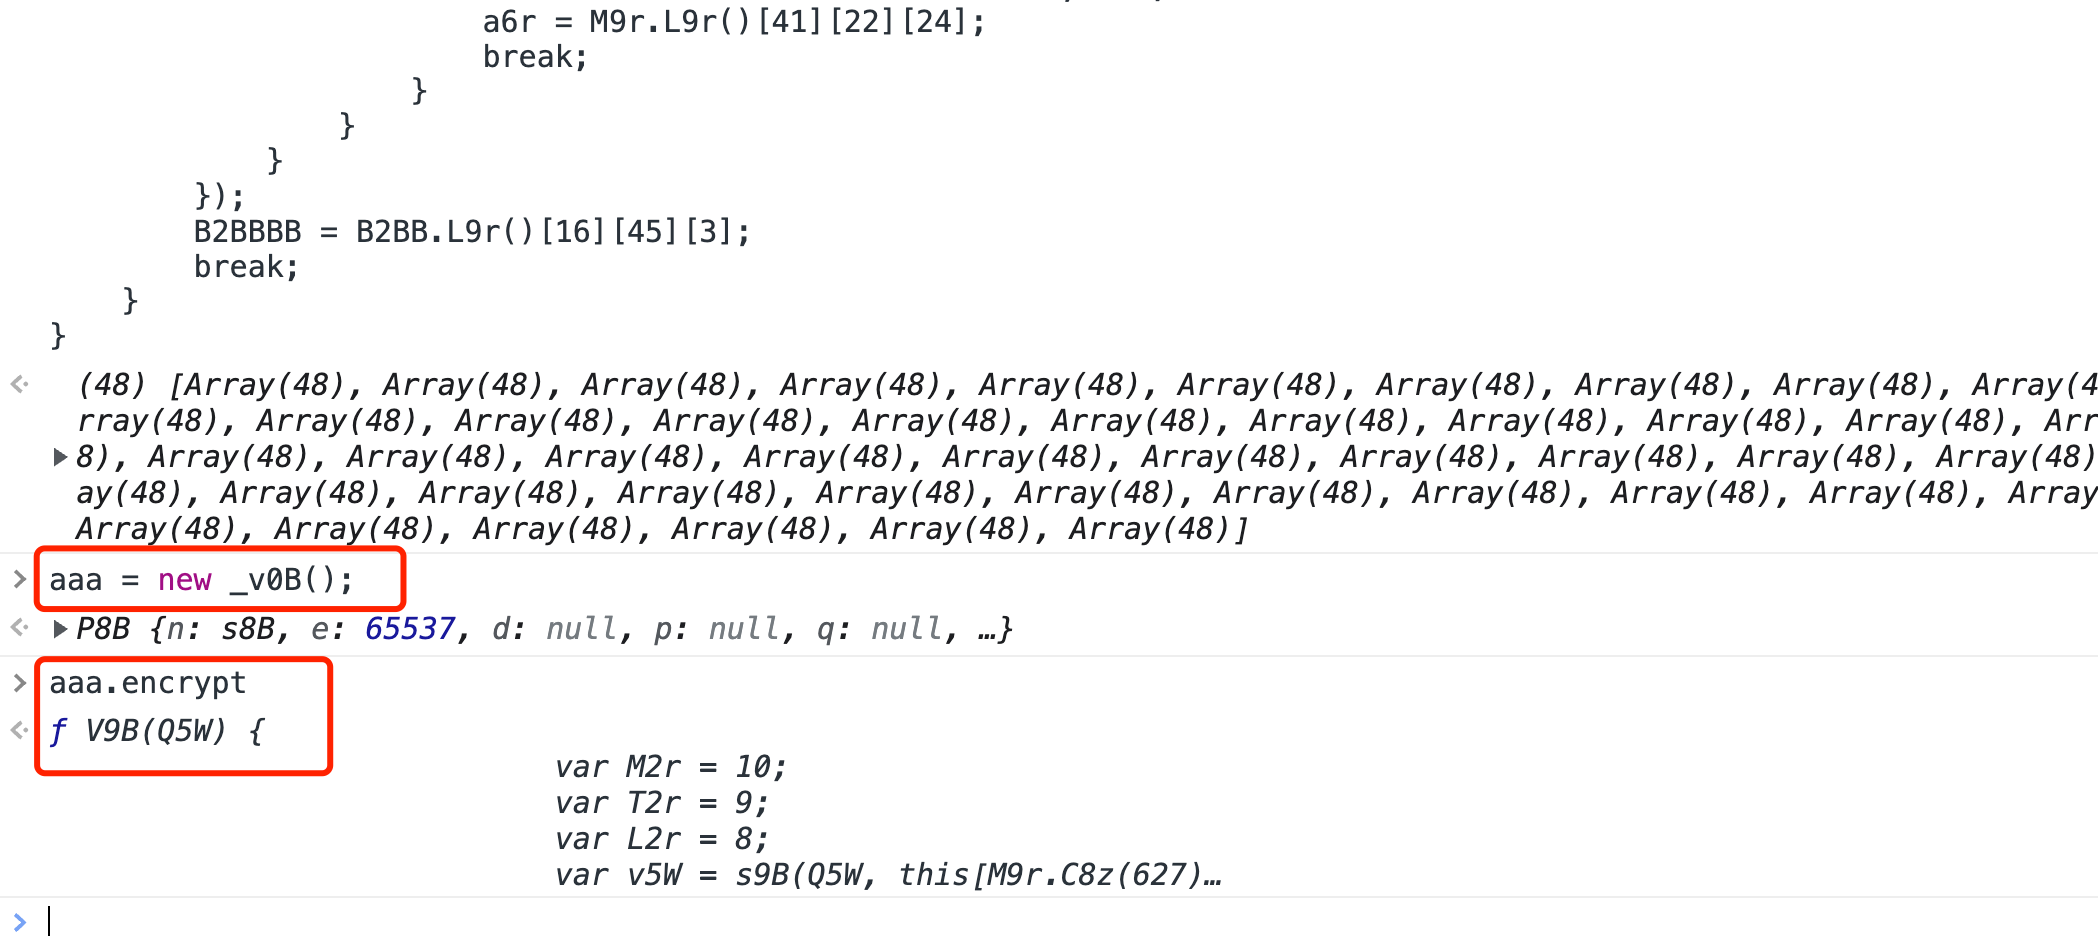 a6r = M9r.L9r()[41][22][24];
break;
}
}
}
});
B2BBBB = B2BB.L9r()[16][45][3];
break;
}
}
(48) [Array(48), Array(48), Array(48), Array(48), Array(48), Array(48), Array(48), Array(48), Array(48), Array(4
rray(48), Array(48), Array(48), Array(48), Array(48), Array(48), Array(48), Array(48), Array(48), Array(48), Arr
8), Array(48), Array(48), Array(48), Array(48), Array(48), Array(48), Array(48), Array(48), Array(48), Array(48)
ay(48), Array(48), Array(48), Array(48), Array(48), Array(48), Array(48), Array(48), Array(48), Array(48), Array
Array(48), Array(48), Array(48), Array(48), Array(48), Array(48)]
> aaa = new _v0B();
P8B {n: s8B, e: 65537, d: null, p: null, q: null, …}
> aaa.encrypt
ƒ V9B(Q5W) {
var M2r = 10;
var T2r = 9;
var L2r = 8;
var v5W = s9B(Q5W, this[M9r.C8z(627)…
>